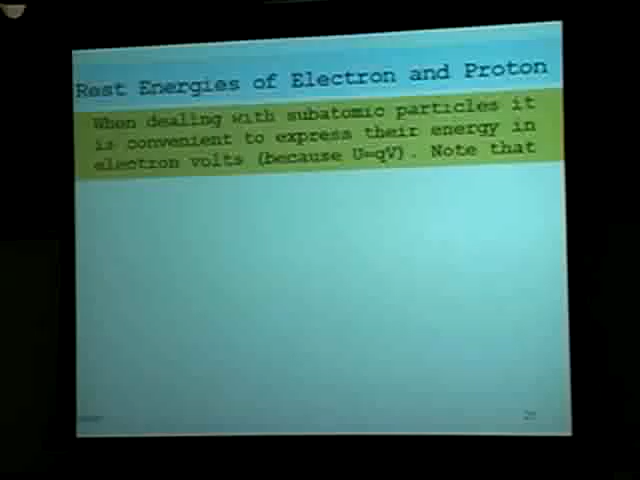 Rest Energies of Electron and Proton
When dealing with subatomic particles it
is convenient to express their energy in
electron volts (because U=qV). Note that